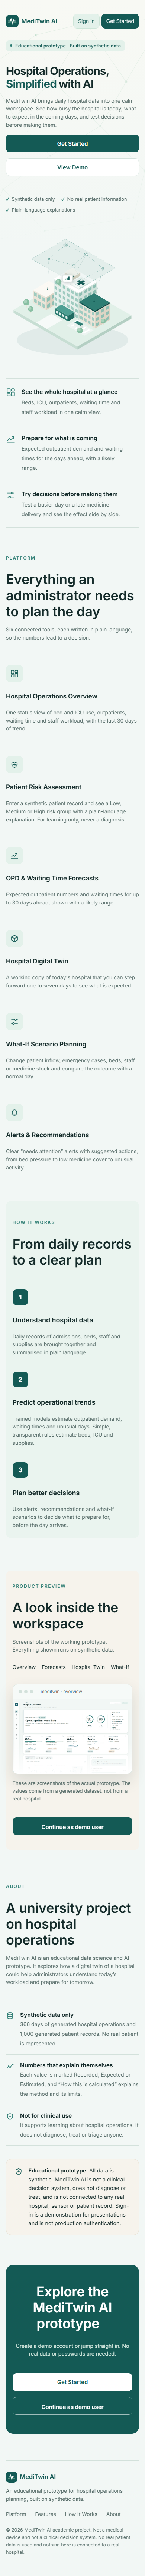 MediTwin AI
Sign in
Get Started
Educational prototype · Built on synthetic data
Hospital Operations,
Simplified with AI
MediTwin AI brings daily hospital data into one calm
workspace. See how busy the hospital is today, what
to expect in the coming days, and test decisions
before making them.
Get Started
View Demo
✓ Synthetic data only
✓ No real patient information
✓ Plain-language explanations
See the whole hospital at a glance
Beds, ICU, outpatients, waiting time and
staff workload in one calm view.
Prepare for what is coming
Expected outpatient demand and waiting
times for the days ahead, with a likely
range.
Try decisions before making them
Test a busier day or a late medicine
delivery and see the effect side by side.
PLATFORM
Everything an
administrator needs
to plan the day
Six connected tools, each written in plain language,
so the numbers lead to a decision.
Hospital Operations Overview
One status view of bed and ICU use, outpatients,
waiting time and staff workload, with the last 30 days
of trend.
Patient Risk Assessment
Enter a synthetic patient record and see a Low,
Medium or High risk group with a plain-language
explanation. For learning only, never a diagnosis.
OPD & Waiting Time Forecasts
Expected outpatient numbers and waiting times for up
to 30 days ahead, shown with a likely range.
Hospital Digital Twin
A working copy of today's hospital that you can step
forward one to seven days to see what is expected.
What-If Scenario Planning
Change patient inflow, emergency cases, beds, staff
or medicine stock and compare the outcome with a
normal day.
Alerts & Recommendations
Clear "needs attention" alerts with suggested actions,
from bed pressure to low medicine cover to unusual
activity.
HOW IT WORKS
From daily records
to a clear plan
1
Understand hospital data
Daily records of admissions, beds, staff and
supplies are brought together and
summarised in plain language.
2
Predict operational trends
Trained models estimate outpatient demand,
waiting times and unusual days. Simple,
transparent rules estimate beds, ICU and
supplies.
3
Plan better decisions
Use alerts, recommendations and what-if
scenarios to decide what to prepare for,
before the day arrives.
PRODUCT PREVIEW
A look inside the
workspace
Screenshots of the working prototype.
Everything shown runs on synthetic data.
Overview
Forecasts
Hospital Twin
What-If
meditwin · overview
These are screenshots of the actual prototype. The
values come from a generated dataset, not from a
real hospital.
Continue as demo user
ABOUT
A university project
on hospital
operations
MediTwin AI is an educational data science and AI
prototype. It explores how a digital twin of a hospital
could help administrators understand today's
workload and prepare for tomorrow.
Synthetic data only
366 days of generated hospital operations and
1,000 generated patient records. No real patient
is represented.
Numbers that explain themselves
Each value is marked Recorded, Expected or
Estimated, and "How this is calculated" explains
the method and its limits.
Not for clinical use
It supports learning about hospital operations. It
does not diagnose, treat or triage anyone.
Educational prototype. All data is
synthetic. MediTwin AI is not a clinical
decision system, does not diagnose or
treat, and is not connected to any real
hospital, sensor or patient record. Sign-
in is a demonstration for presentations
and is not production authentication.
Explore the
MediTwin AI
prototype
Create a demo account or jump straight in. No
real data or passwords are needed.
Get Started
Continue as demo user
MediTwin AI
An educational prototype for hospital operations
planning, built on synthetic data.
Platform
Features
How It Works
About
© 2026 MediTwin AI academic project. Not a medical
device and not a clinical decision system. No real patient
data is used and nothing here is connected to a real
hospital.